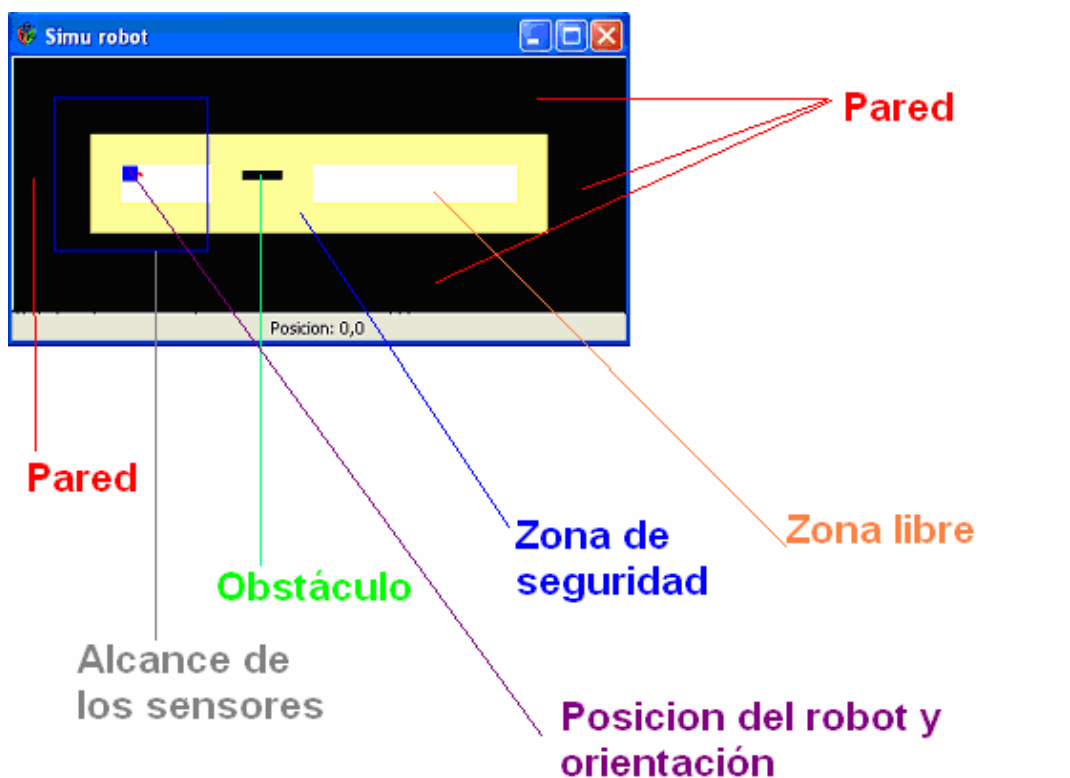 Simu robot
Pared
Posicion: 0,0
Pared
Zona de
seguridad
Zona libre
Obstáculo
Alcance de
los sensores
Posicion del robot y
orientación